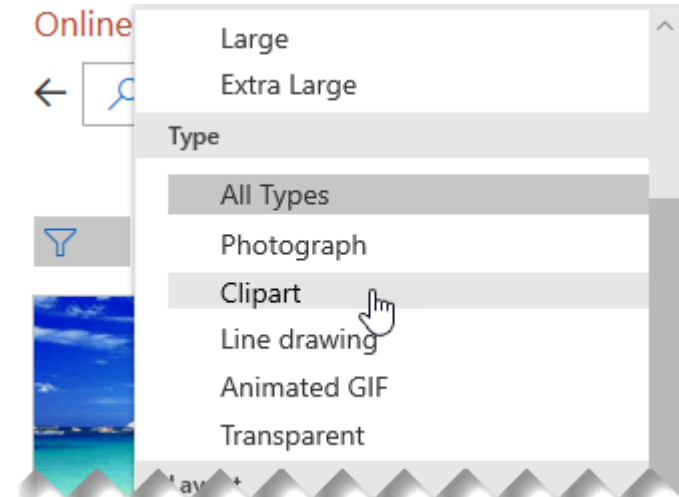 Online
Large
Extra Large
Type
All Types
Photograph
Clipart
Line drawing
Animated GIF
Transparent